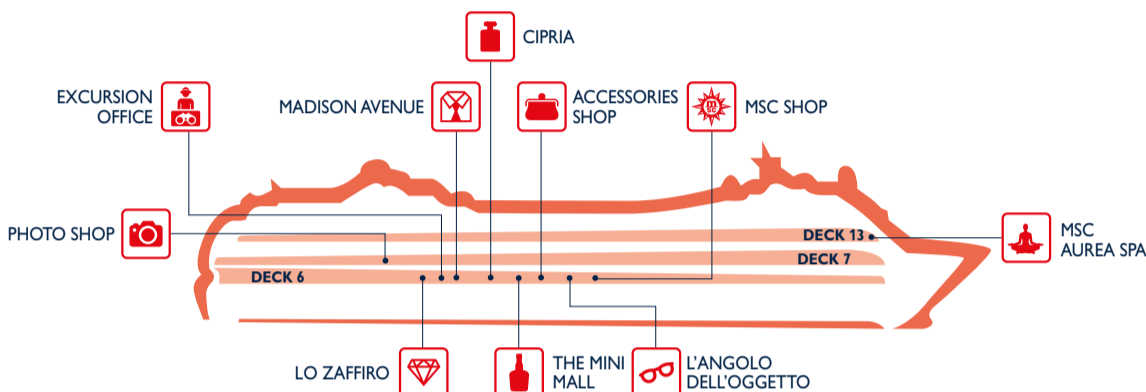 CIPRIA
EXCURSION
OFFICE
MADISON AVENUE
ACCESSORIES
SHOP
msc
MSC SHOP
PHOTO SHOP
DECK 13
MSC
AUREA SPA
DECK 7
DECK 6
LO ZAFFIRO
THE MINI
MALL
L'ANGOLO
DELL'OGGETTO